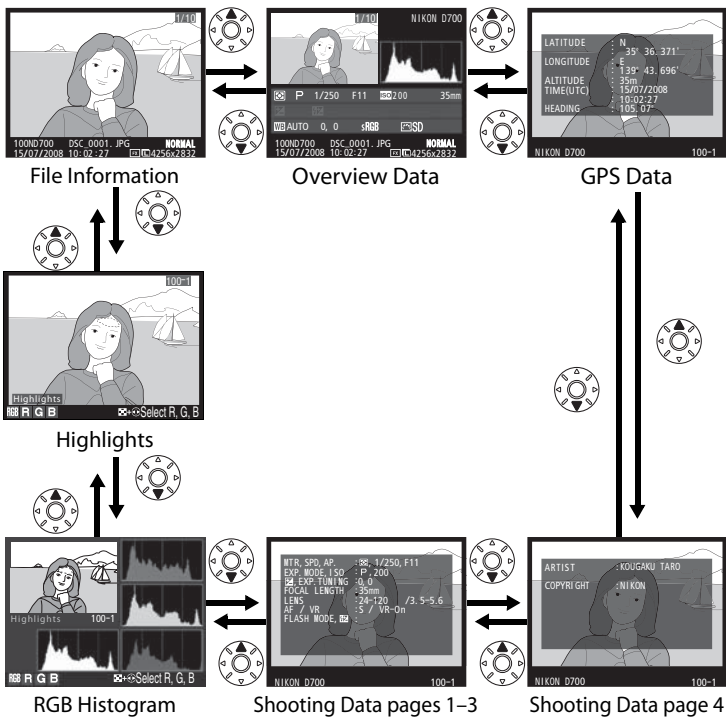 1/10
100ND700 DSC_0001. JPG NORMAL
15/07/2008 10: 02: 27 FX L 4256x2832
File Information
1/10
NIKON D700
P 1/250 F11 ISO 200 35mm
WB AUTO 0, 0 sRGB SD
100ND700 DSC_0001. JPG NORMAL
15/07/2008 10: 02: 27 FX L 4256x2832
Overview Data
LATITUDE : N
: 35° 36. 371'
LONGITUDE : E
: 139° 43. 696'
ALTITUDE : 35m
TIME(UTC) : 15/07/2008
: 10: 02: 27
HEADING : 105. 07°
NIKON D700 100-1
GPS Data
100-1
Highlights
RGB R G B Select R, G, B
Highlights
Highlights 100-1
RGB R G B Select R, G, B
RGB Histogram
MTR, SPD, AP. : , 1/250, F11
EXP. MODE, ISO : P, 200
EXP. TUNING : 0, 0
FOCAL LENGTH : 35mm
LENS : 24-120 /3. 5-5. 6
AF / VR : S / VR-On
FLASH MODE, :
NIKON D700 100-1
Shooting Data pages 1–3
ARTIST : KOUGAKU TARO
COPYRIGHT : NIKON
NIKON D700 100-1
Shooting Data page 4